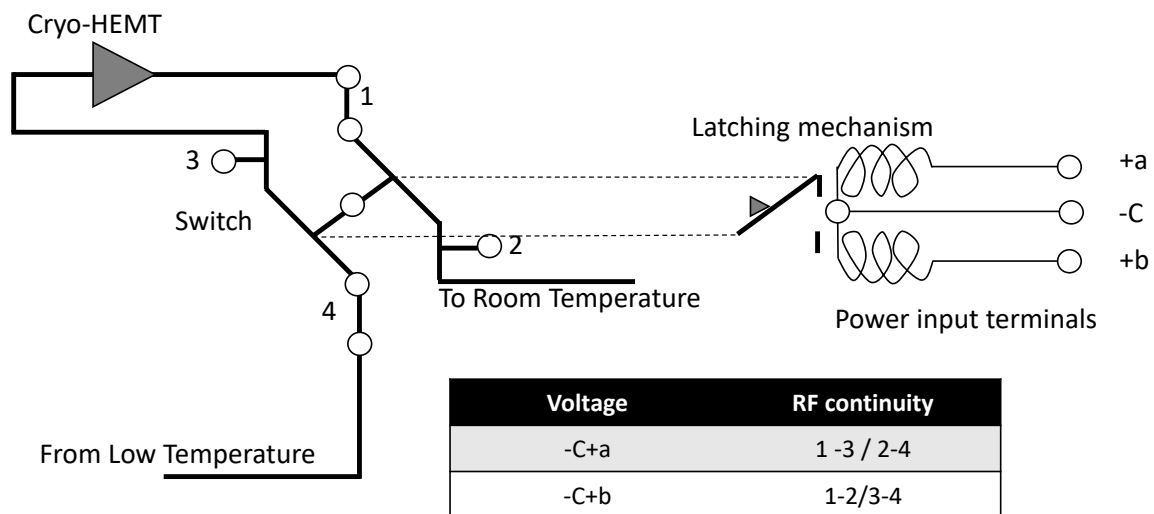 Cryo-HEMT
1
Latching mechanism
3
+a
Switch
-C
2
+b
To Room Temperature
4
Power input terminals
Voltage RF continuity
-C+a 1 -3 / 2-4
-C+b 1-2/3-4
From Low Temperature